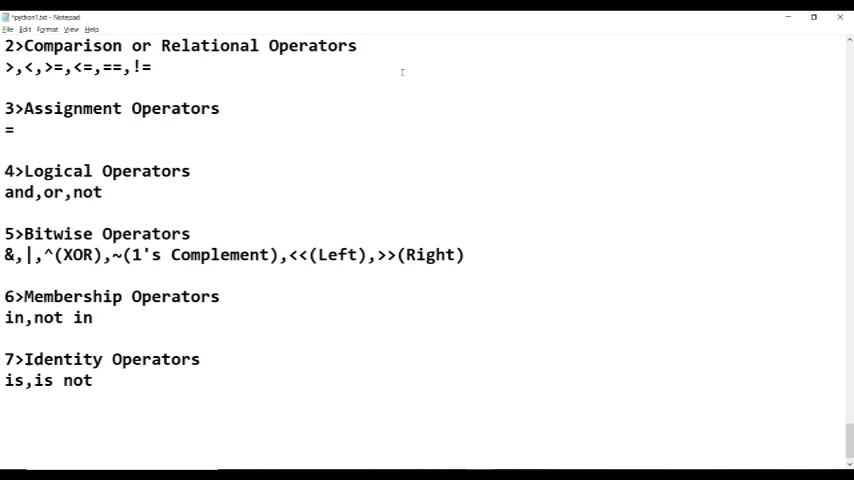 *python1.txt - Notepad
File Edit Format View Help
2>Comparison or Relational Operators
>,<,>=,<=,==,!=
3>Assignment Operators
=
4>Logical Operators
and,or,not
5>Bitwise Operators
&,|,^(XOR),~(1's Complement),<<(Left),>>(Right)
6>Membership Operators
in,not in
7>Identity Operators
is,is not